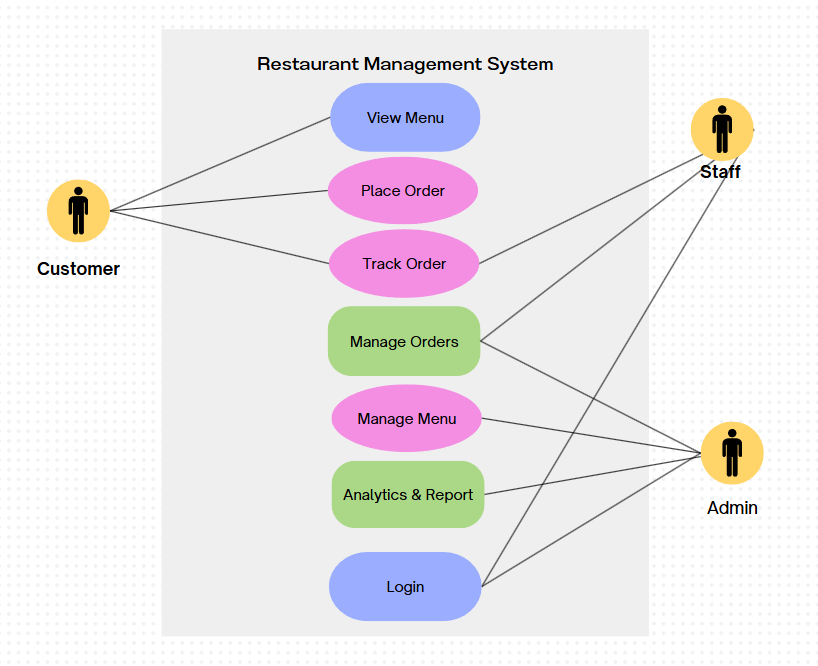 Restaurant Management System
View Menu
Place Order
Staff
Track Order
Customer
Manage Orders
Manage Menu
Analytics & Report
Admin
Login